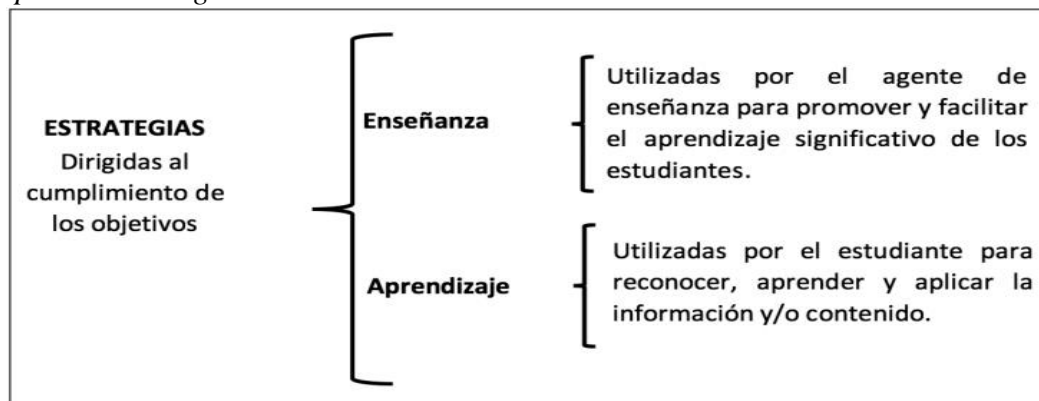 ESTRATEGIAS
Dirigidas al
cumplimiento de
los objetivos
Enseñanza
Utilizadas por el agente de
enseñanza para promover y facilitar
el aprendizaje significativo de los
estudiantes.
Aprendizaje
Utilizadas por el estudiante para
reconocer, aprender y aplicar la
información y/o contenido.